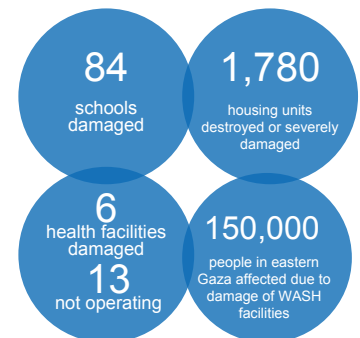 84
schools
damaged
1,780
housing units
destroyed or severely
damaged
6
health facilities
damaged
13
not operating
150,000
people in eastern
Gaza affected due to
damage of WASH
facilities